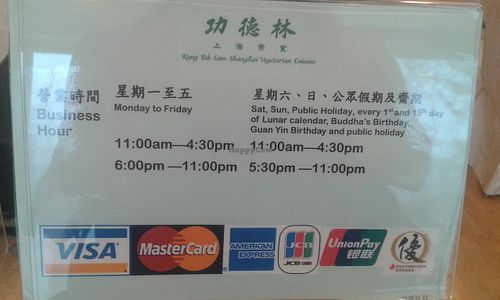 功德林
上海素食
Kung Tak Lam Shanghai Vegetarian Cuisine
營業時間
Business
Hour
星期一至五
Monday to Friday
11:00am—4:30pm
6:00pm —11:00pm
星期六、日、公眾假期及齋期
Sat, Sun, Public Holiday, every 1st and 15th day
of Lunar calendar, Buddha's Birthday,
Guan Yin Birthday and public holiday
11:00am—4:30pm
5:30pm —11:00pm
HappyCow
VISA
MasterCard
AMERICAN
EXPRESS
JCB
CARDS
UnionPay
银联
優